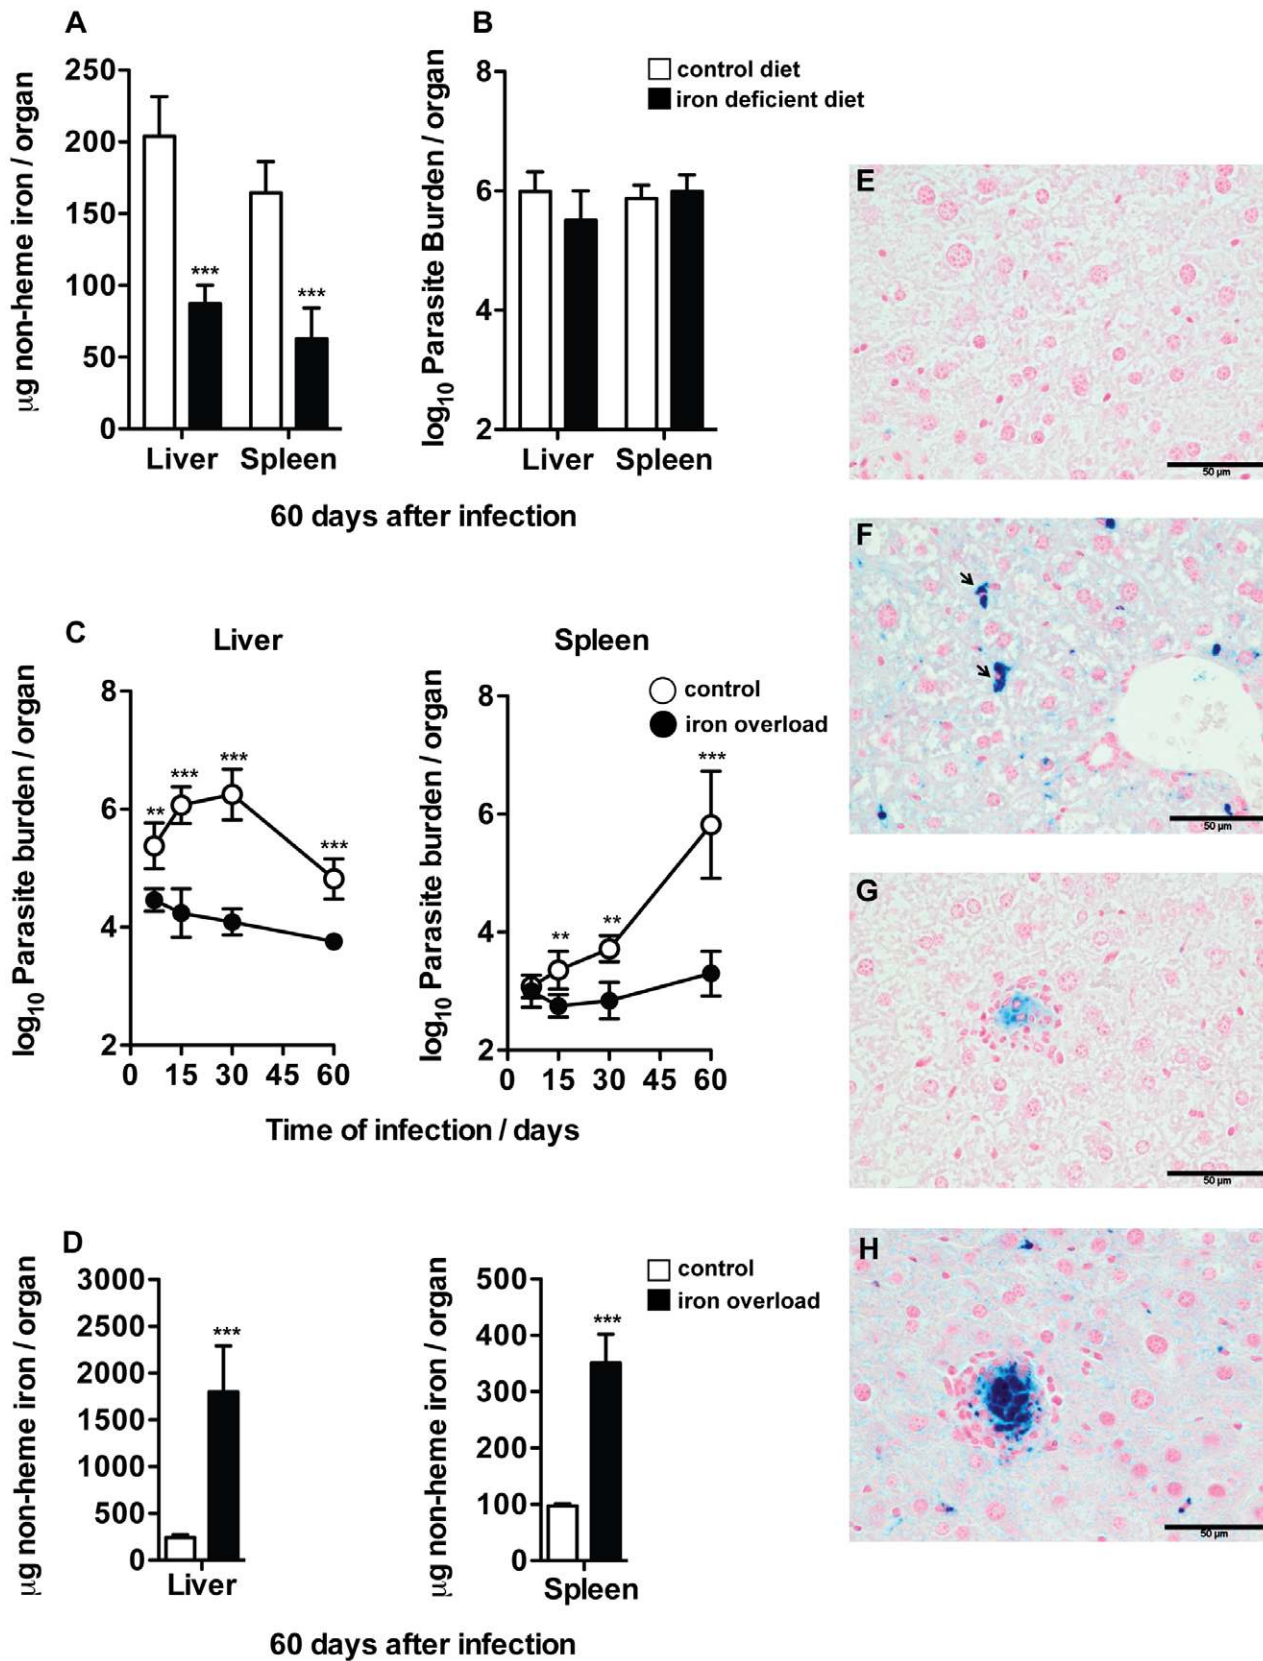 A
μg non-heme iron / organ
250
200
150
100
50
0
***
***
Liver Spleen
B
log10 Parasite Burden / organ
8
6
4
2
Liver Spleen
control diet
iron deficient diet
60 days after infection
C
Liver
log10 Parasite burden / organ
8
6
4
2
** *** *** ***
0 15 30 45 60
Spleen
log10 Parasite burden / organ
8
6
4
2
** ** ***
0 15 30 45 60
control
iron overload
Time of infection / days
D
μg non-heme iron / organ
3000
2500
2000
1500
1000
500
0
***
Liver
μg non-heme iron / organ
500
400
300
200
100
0
***
Spleen
control
iron overload
60 days after infection
E
50 μm
F
50 μm
G
50 μm
H
50 μm